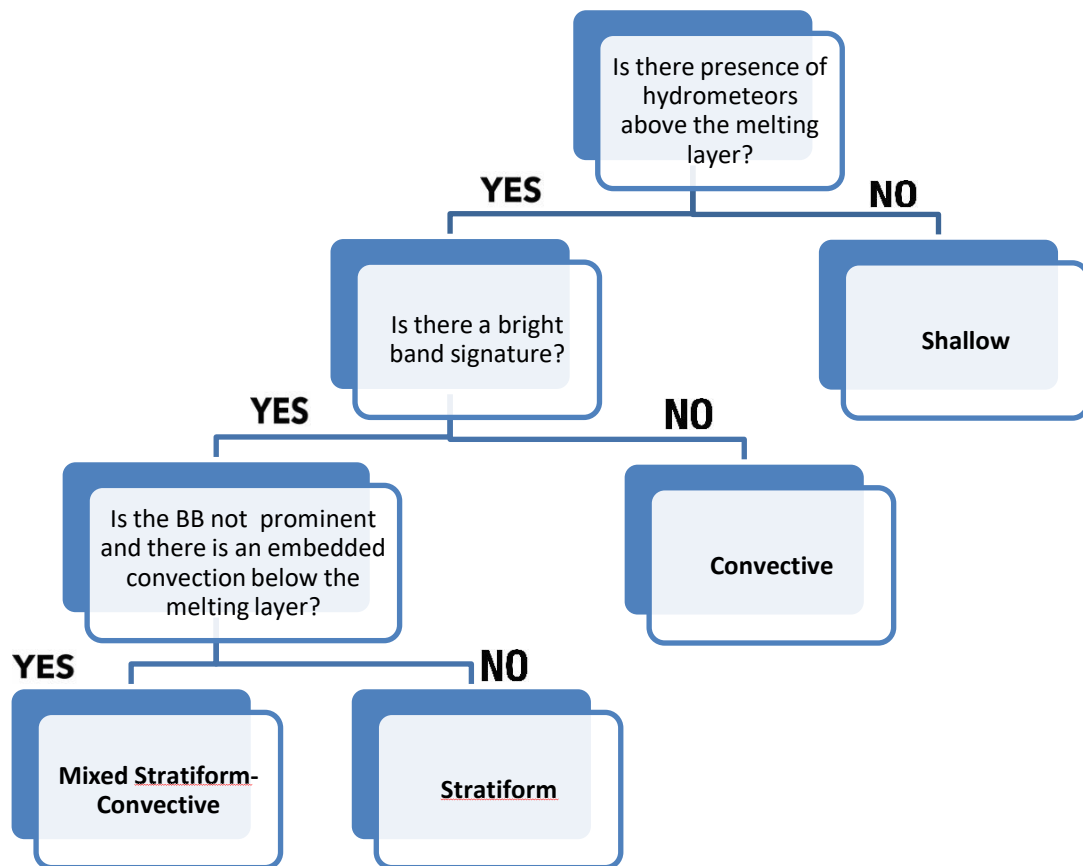 Is there presence of
hydrometeors
above the melting
layer?
YES
NO
Is there a bright
band signature?
Shallow
YES
NO
Is the BB not  prominent
and there is an embedded
convection below the
melting layer?
Convective
YES
NO
Mixed Stratiform-
Convective
Stratiform